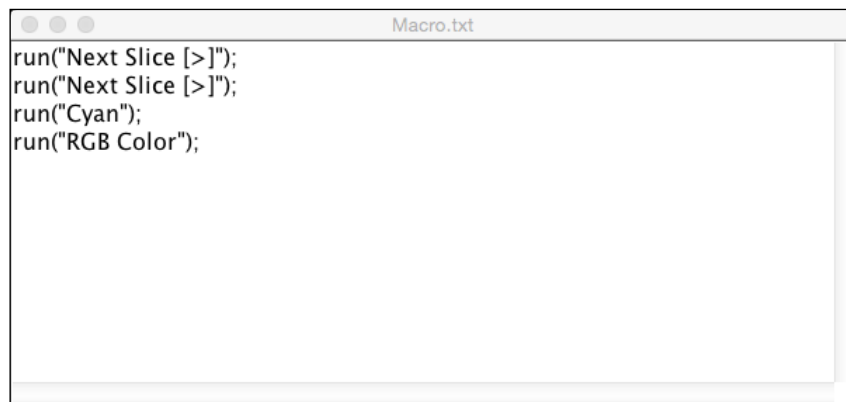 Macro.txt
run("Next Slice [>]");
run("Next Slice [>]");
run("Cyan");
run("RGB Color");